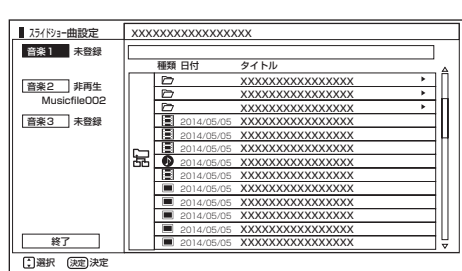 スライドショー曲設定 XXXXXXXXXXXXXXXXX
音楽1 未登録
種類 日付 タイトル
XXXXXXXXXXXXXXXXX
音楽2 非再生
XXXXXXXXXXXXXXXXX
Musicfile002
XXXXXXXXXXXXXXXXX
音楽3 未登録
2014/05/05 XXXXXXXXXXXXXXXXX
2014/05/05 XXXXXXXXXXXXXXXXX
2014/05/05 XXXXXXXXXXXXXXXXX
2014/05/05 XXXXXXXXXXXXXXXXX
2014/05/05 XXXXXXXXXXXXXXXXX
2014/05/05 XXXXXXXXXXXXXXXXX
2014/05/05 XXXXXXXXXXXXXXXXX
2014/05/05 XXXXXXXXXXXXXXXXX
2014/05/05 XXXXXXXXXXXXXXXXX
終了 2014/05/05 XXXXXXXXXXXXXXXXX
選択 決定 決定